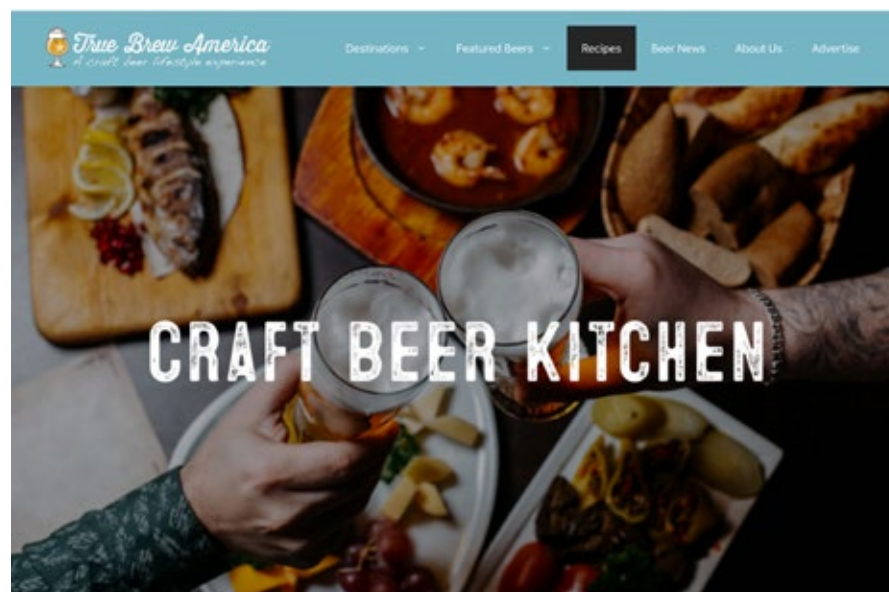 True Brew America
A craft beer lifestyle experience
Destinations
Featured Beers
Recipes
Beer News
About Us
Advertise
CRAFT BEER KITCHEN